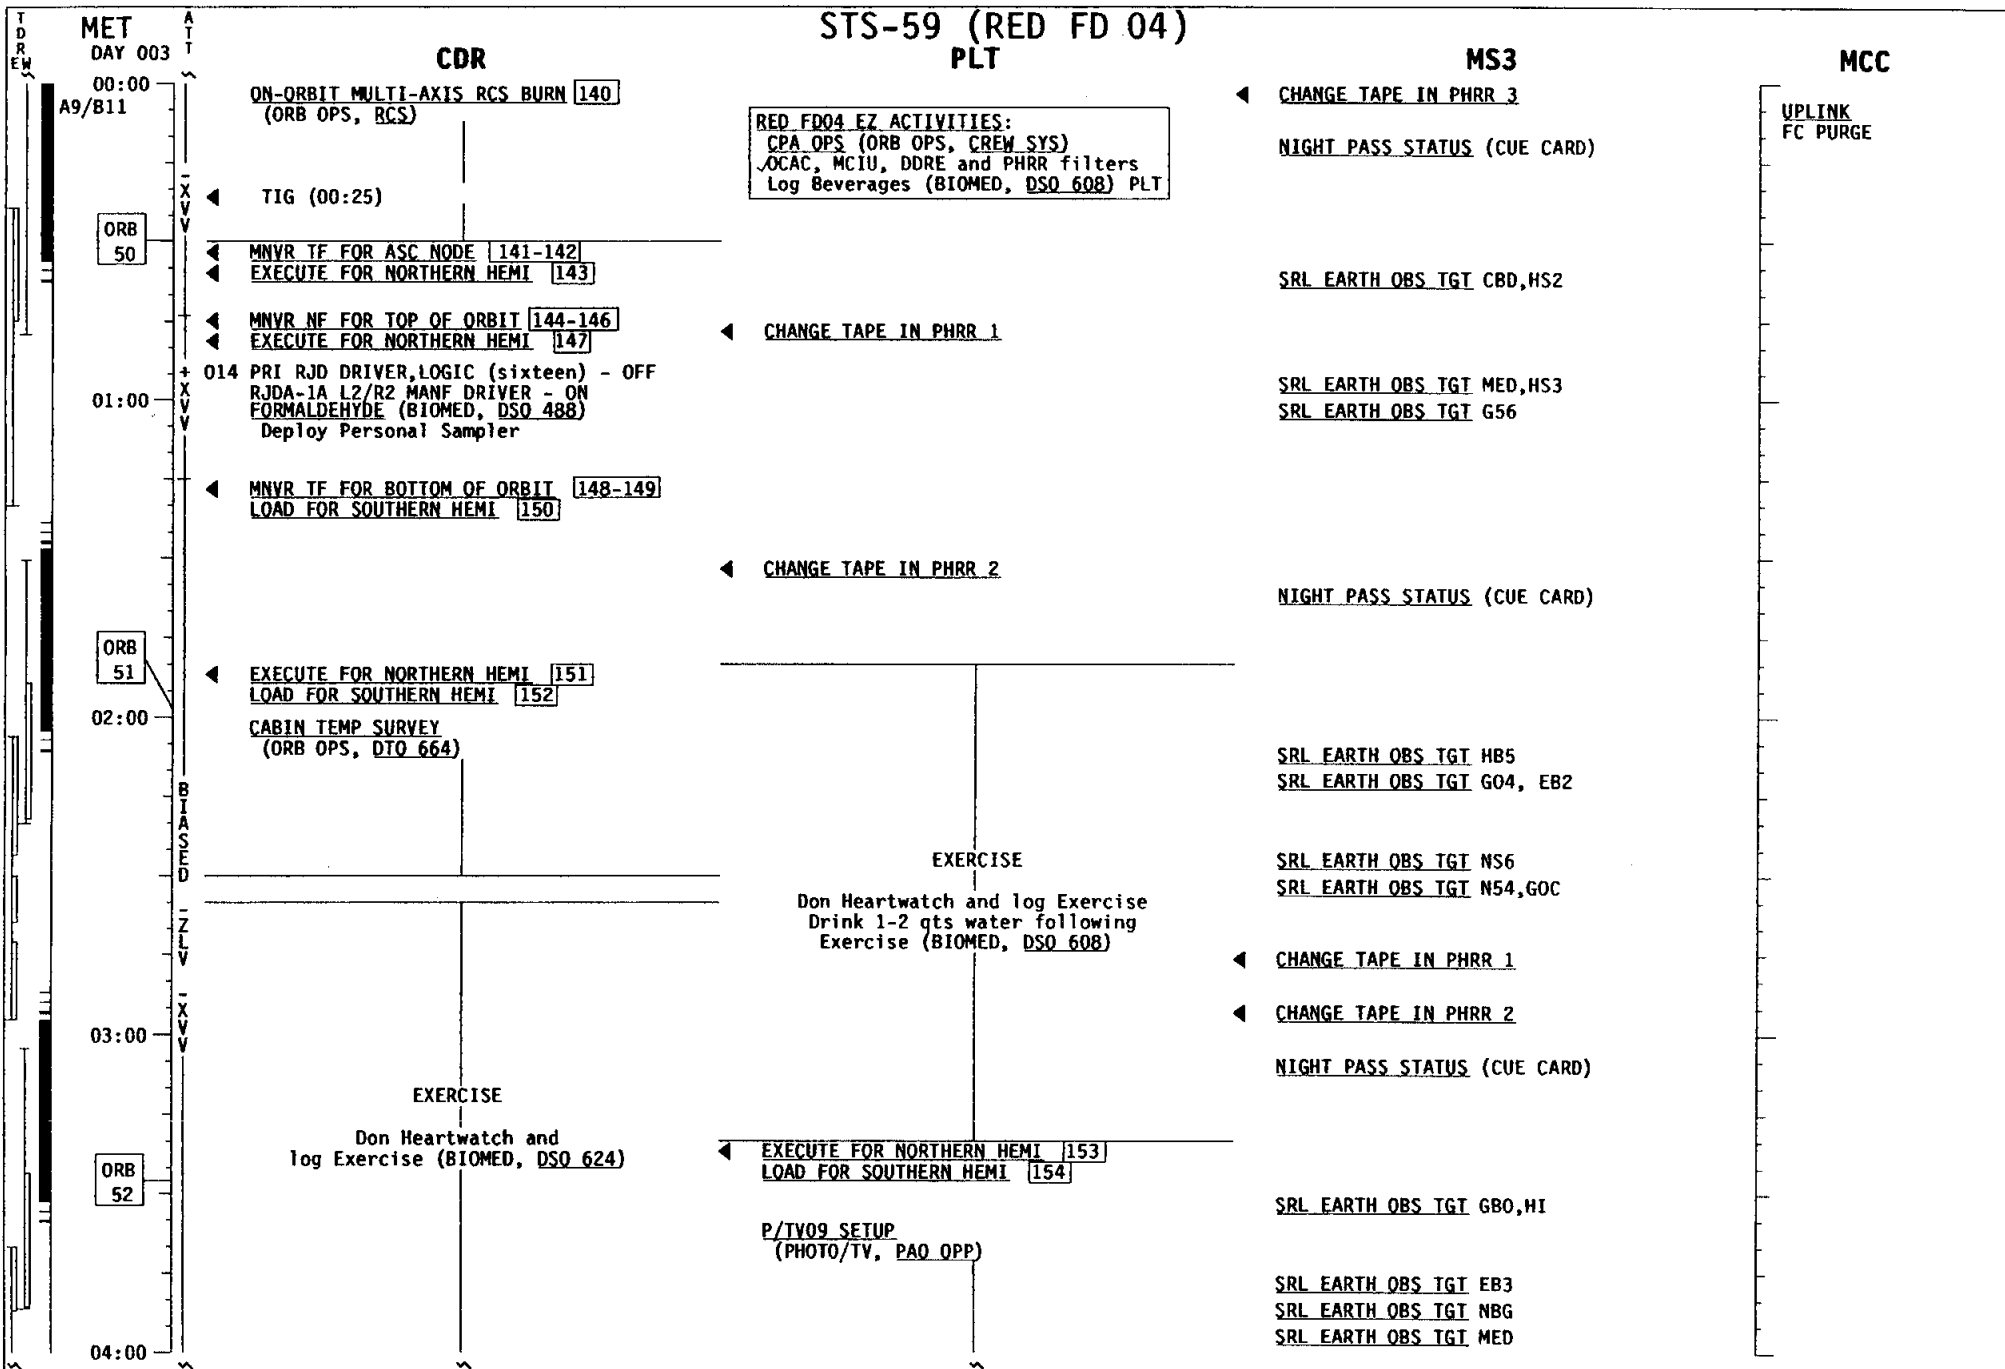 STS-59 (RED FD 04)
TDRE W
MET
DAY 003
ATT
CDR
PLT
MS3
MCC
00:00
A9/B11
-XVV
ORB
50
+XVV
01:00
ORB
51
02:00
BIASED
-ZLV
-XVV
03:00
ORB
52
04:00
ON-ORBIT MULTI-AXIS RCS BURN 140
(ORB OPS, RCS)
TIG (00:25)
MNVR TF FOR ASC NODE 141-142
EXECUTE FOR NORTHERN HEMI 143
MNVR NF FOR TOP OF ORBIT 144-146
EXECUTE FOR NORTHERN HEMI 147
014 PRI RJD DRIVER,LOGIC (sixteen) - OFF
RJDA-1A L2/R2 MANF DRIVER - ON
FORMALDEHYDE (BIOMED, DSO 488)
Deploy Personal Sampler
MNVR TF FOR BOTTOM OF ORBIT 148-149
LOAD FOR SOUTHERN HEMI 150
EXECUTE FOR NORTHERN HEMI 151
LOAD FOR SOUTHERN HEMI 152
CABIN TEMP SURVEY
(ORB OPS, DTO 664)
EXERCISE
Don Heartwatch and
log Exercise (BIOMED, DSO 624)
RED FD04 EZ ACTIVITIES:
CPA OPS (ORB OPS, CREW SYS)
✓OCAC, MCIU, DDRE and PHRR filters
Log Beverages (BIOMED, DSO 608) PLT
CHANGE TAPE IN PHRR 1
CHANGE TAPE IN PHRR 2
EXERCISE
Don Heartwatch and log Exercise
Drink 1-2 qts water following
Exercise (BIOMED, DSO 608)
EXECUTE FOR NORTHERN HEMI 153
LOAD FOR SOUTHERN HEMI 154
P/TV09 SETUP
(PHOTO/TV, PAO OPP)
CHANGE TAPE IN PHRR 3
NIGHT PASS STATUS (CUE CARD)
SRL EARTH OBS TGT CBD,HS2
SRL EARTH OBS TGT MED,HS3
SRL EARTH OBS TGT G56
NIGHT PASS STATUS (CUE CARD)
SRL EARTH OBS TGT HB5
SRL EARTH OBS TGT GO4, EB2
SRL EARTH OBS TGT NS6
SRL EARTH OBS TGT N54,GOC
CHANGE TAPE IN PHRR 1
CHANGE TAPE IN PHRR 2
NIGHT PASS STATUS (CUE CARD)
SRL EARTH OBS TGT GBO,HI
SRL EARTH OBS TGT EB3
SRL EARTH OBS TGT NBG
SRL EARTH OBS TGT MED
UPLINK
FC PURGE